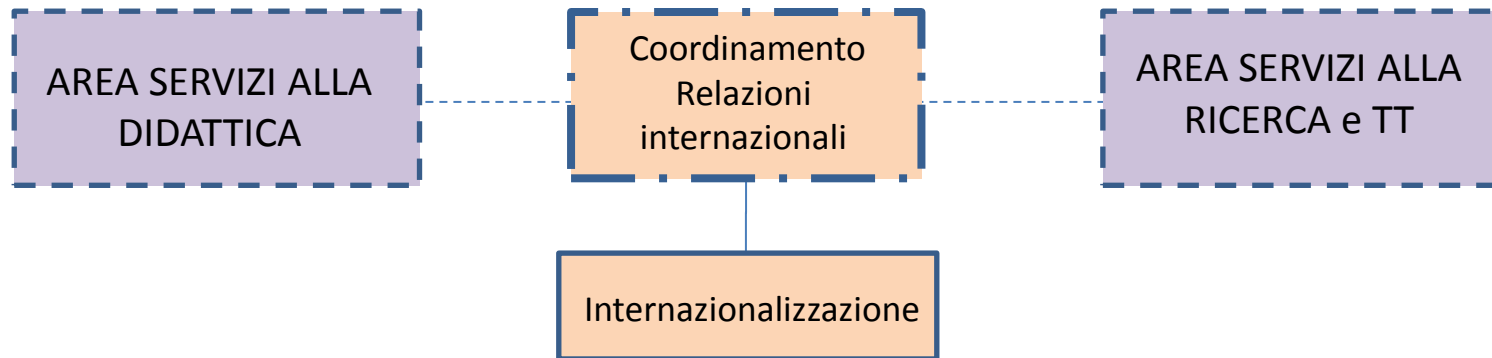 AREA SERVIZI ALLA
DIDATTICA
Coordinamento
Relazioni
internazionali
AREA SERVIZI ALLA
RICERCA e TT
Internazionalizzazione